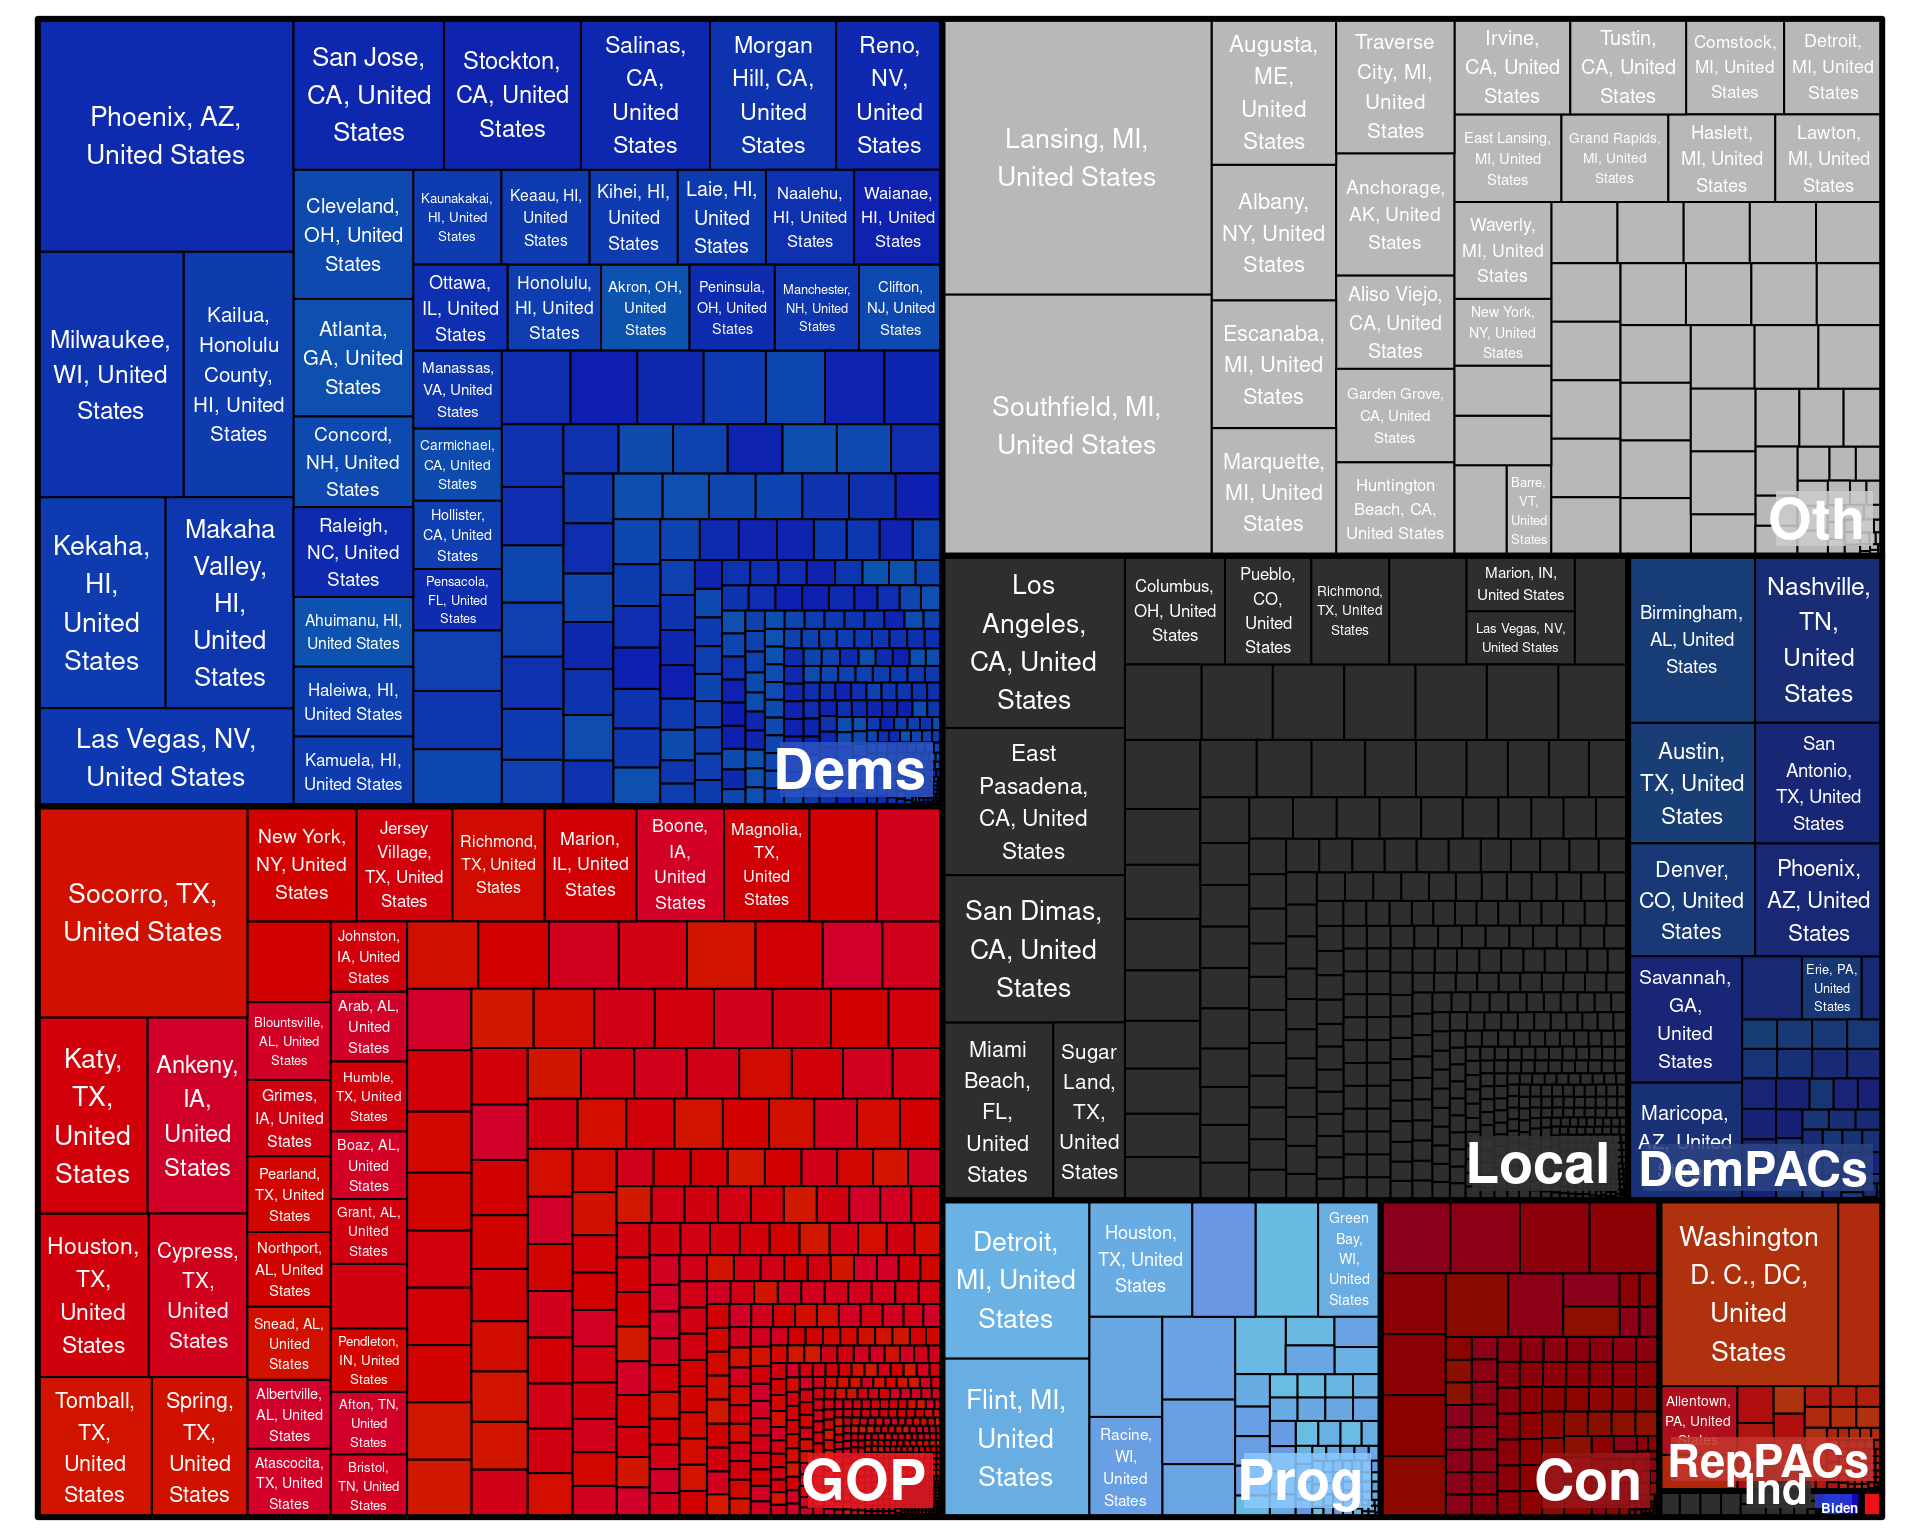 Phoenix, AZ,
United States
San Jose,
CA, United
States
Stockton,
CA, United
States
Salinas,
CA,
United
States
Morgan
Hill, CA,
United
States
Reno,
NV,
United
States
Milwaukee,
WI, United
States
Kailua,
Honolulu
County,
HI, United
States
Kekaha,
HI,
United
States
Makaha
Valley,
HI,
United
States
Las Vegas, NV,
United States
Cleveland,
OH, United
States
Atlanta,
GA, United
States
Concord,
NH, United
States
Raleigh,
NC, United
States
Ahuimanu, HI,
United States
Haleiwa, HI,
United States
Kamuela, HI,
United States
Kaunakakai,
HI, United
States
Keaau, HI,
United
States
Kihei, HI,
United
States
Laie, HI,
United
States
Naalehu,
HI, United
States
Waianae,
HI, United
States
Ottawa,
IL, United
States
Honolulu,
HI, United
States
Akron, OH,
United
States
Peninsula,
OH, United
States
Manchester,
NH, United
States
Clifton,
NJ, United
States
Manassas,
VA, United
States
Carmichael,
CA, United
States
Hollister,
CA, United
States
Pensacola,
FL, United
States
Dems
Lansing, MI,
United States
Southfield, MI,
United States
Augusta,
ME,
United
States
Albany,
NY, United
States
Escanaba,
MI, United
States
Marquette,
MI, United
States
Traverse
City, MI,
United
States
Anchorage,
AK, United
States
Aliso Viejo,
CA, United
States
Garden Grove,
CA, United
States
Huntington
Beach, CA,
United States
Irvine,
CA, United
States
Tustin,
CA, United
States
Comstock,
MI, United
States
Detroit,
MI, United
States
East Lansing,
MI, United
States
Grand Rapids,
MI, United
States
Haslett,
MI, United
States
Lawton,
MI, United
States
Waverly,
MI, United
States
New York,
NY, United
States
Barre,
VT,
United
States
Oth
Los
Angeles,
CA, United
States
East
Pasadena,
CA, United
States
San Dimas,
CA, United
States
Miami
Beach,
FL,
United
States
Sugar
Land,
TX,
United
States
Columbus,
OH, United
States
Pueblo,
CO,
United
States
Richmond,
TX, United
States
Marion, IN,
United States
Las Vegas, NV,
United States
Local
Birmingham,
AL, United
States
Nashville,
TN,
United
States
Austin,
TX, United
States
San
Antonio,
TX, United
States
Denver,
CO, United
States
Phoenix,
AZ, United
States
Savannah,
GA,
United
States
Erie, PA,
United
States
Maricopa,
AZ, United
DemPACs
Socorro, TX,
United States
Katy,
TX,
United
States
Ankeny,
IA,
United
States
Houston,
TX,
United
States
Cypress,
TX,
United
States
Tomball,
TX,
United
States
Spring,
TX,
United
States
New York,
NY, United
States
Jersey
Village,
TX, United
States
Richmond,
TX, United
States
Marion,
IL, United
States
Boone,
IA,
United
States
Magnolia,
TX,
United
States
Blountsville,
AL, United
States
Grimes,
IA, United
States
Pearland,
TX, United
States
Northport,
AL, United
States
Snead, AL,
United
States
Albertville,
AL, United
States
Atascocita,
TX, United
States
Johnston,
IA, United
States
Arab, AL,
United
States
Humble,
TX, United
States
Boaz, AL,
United
States
Grant, AL,
United
States
Pendleton,
IN, United
States
Afton, TN,
United
States
Bristol,
TN, United
States
GOP
Detroit,
MI, United
States
Flint, MI,
United
States
Houston,
TX, United
States
Green
Bay,
WI,
United
States
Racine,
WI,
United
States
Prog
Con
Washington
D. C., DC,
United
States
Allentown,
PA, United
States
RepPACs
Ind
Biden